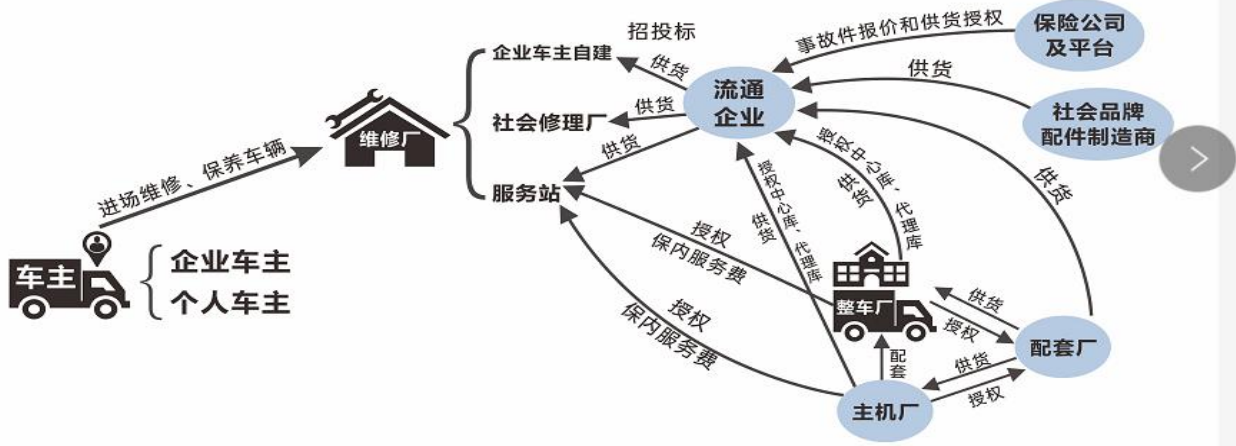 招投标
事故件报价和供货授权
保险公司
及平台
企业车主自建
供货
流通
企业
供货
社会品牌
配件制造商
维修厂
社会修理厂
供货
供货
服务站
进场维修、保养车辆
授权中心库、代理库
供货
授权中心库、代理库
供货
供货
车主
企业车主
个人车主
授权
保内服务费
整车厂
供货
授权
授权
保内服务费
配套
供货
授权
配套厂
主机厂